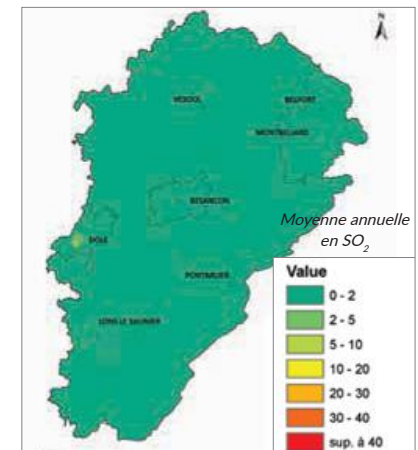 N
VESOUL
BELFORT
MONTBELIARD
BESANCON
DOLE
PONTARLIER
LONS LE SAUNIER
Moyenne annuelle
en SO2
Value
0 - 2
2 - 5
5 - 10
10 - 20
20 - 30
30 - 40
sup. à 40